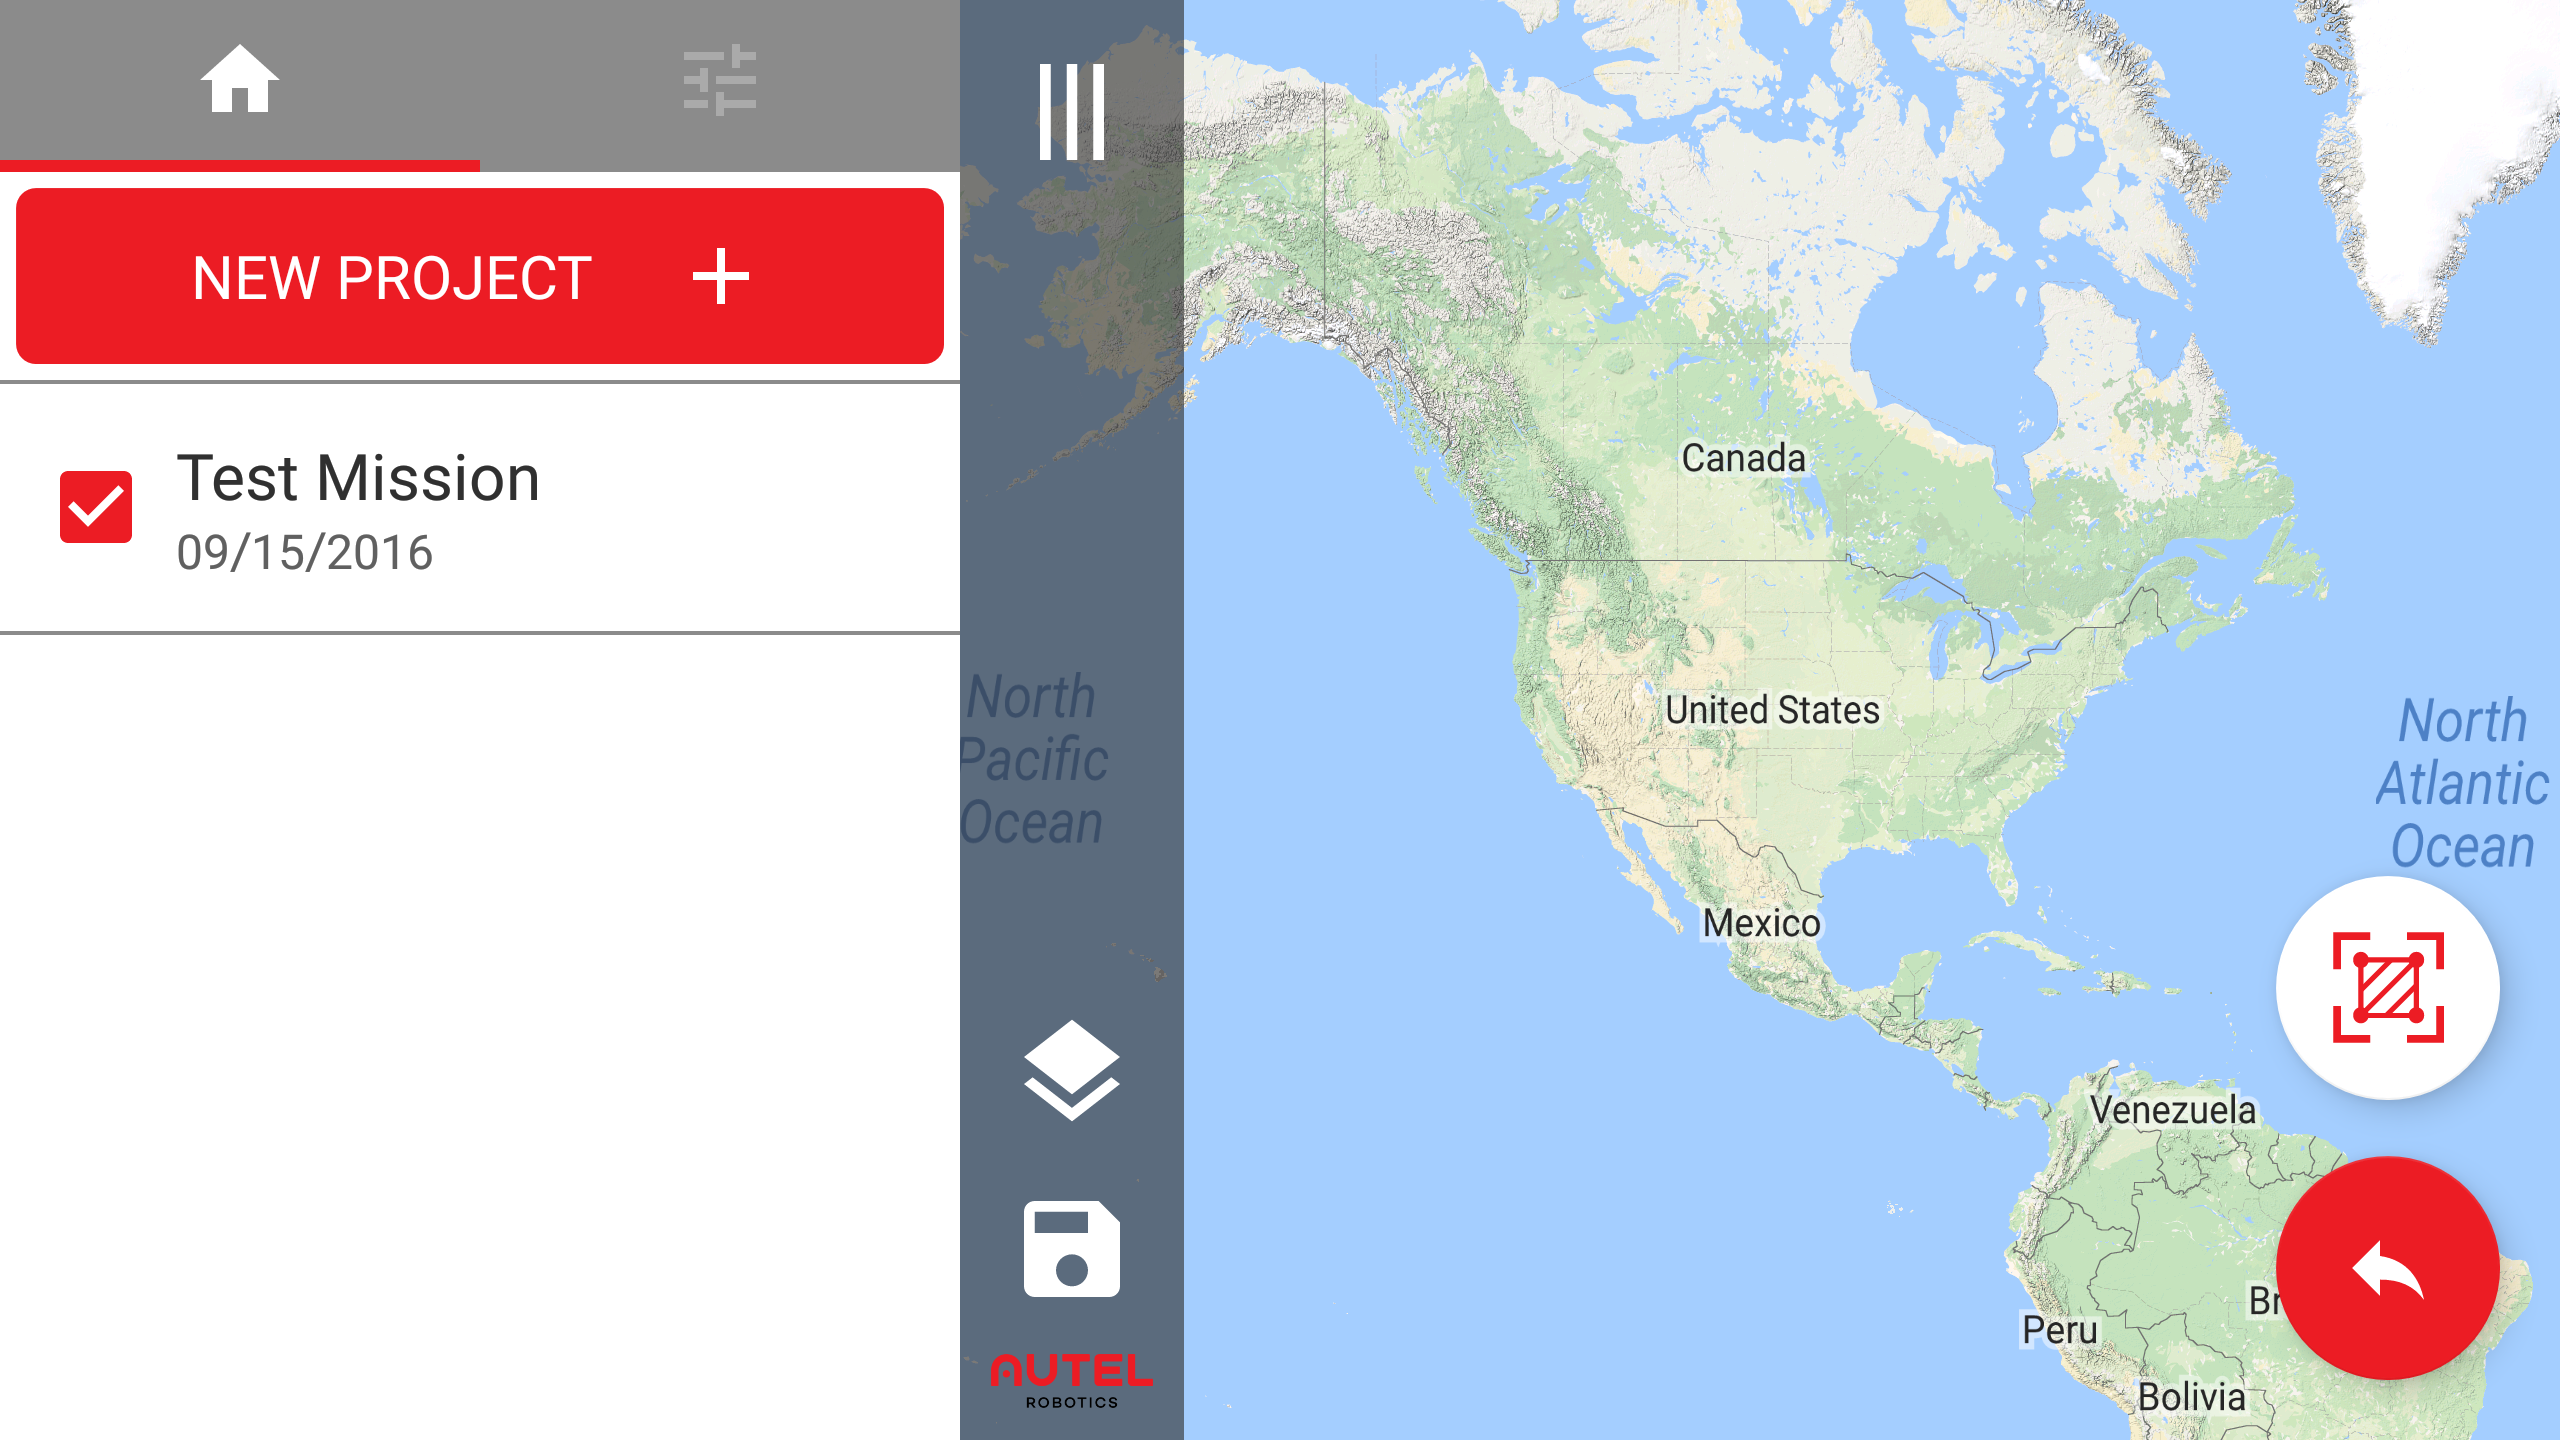 NEW PROJECT
Test Mission
09/15/2016
North
Pacific
Ocean
AUTEL
ROBOTICS
Canada
United States
Mexico
North
Atlantic
Ocean
Venezuela
Br
Peru
Bolivia